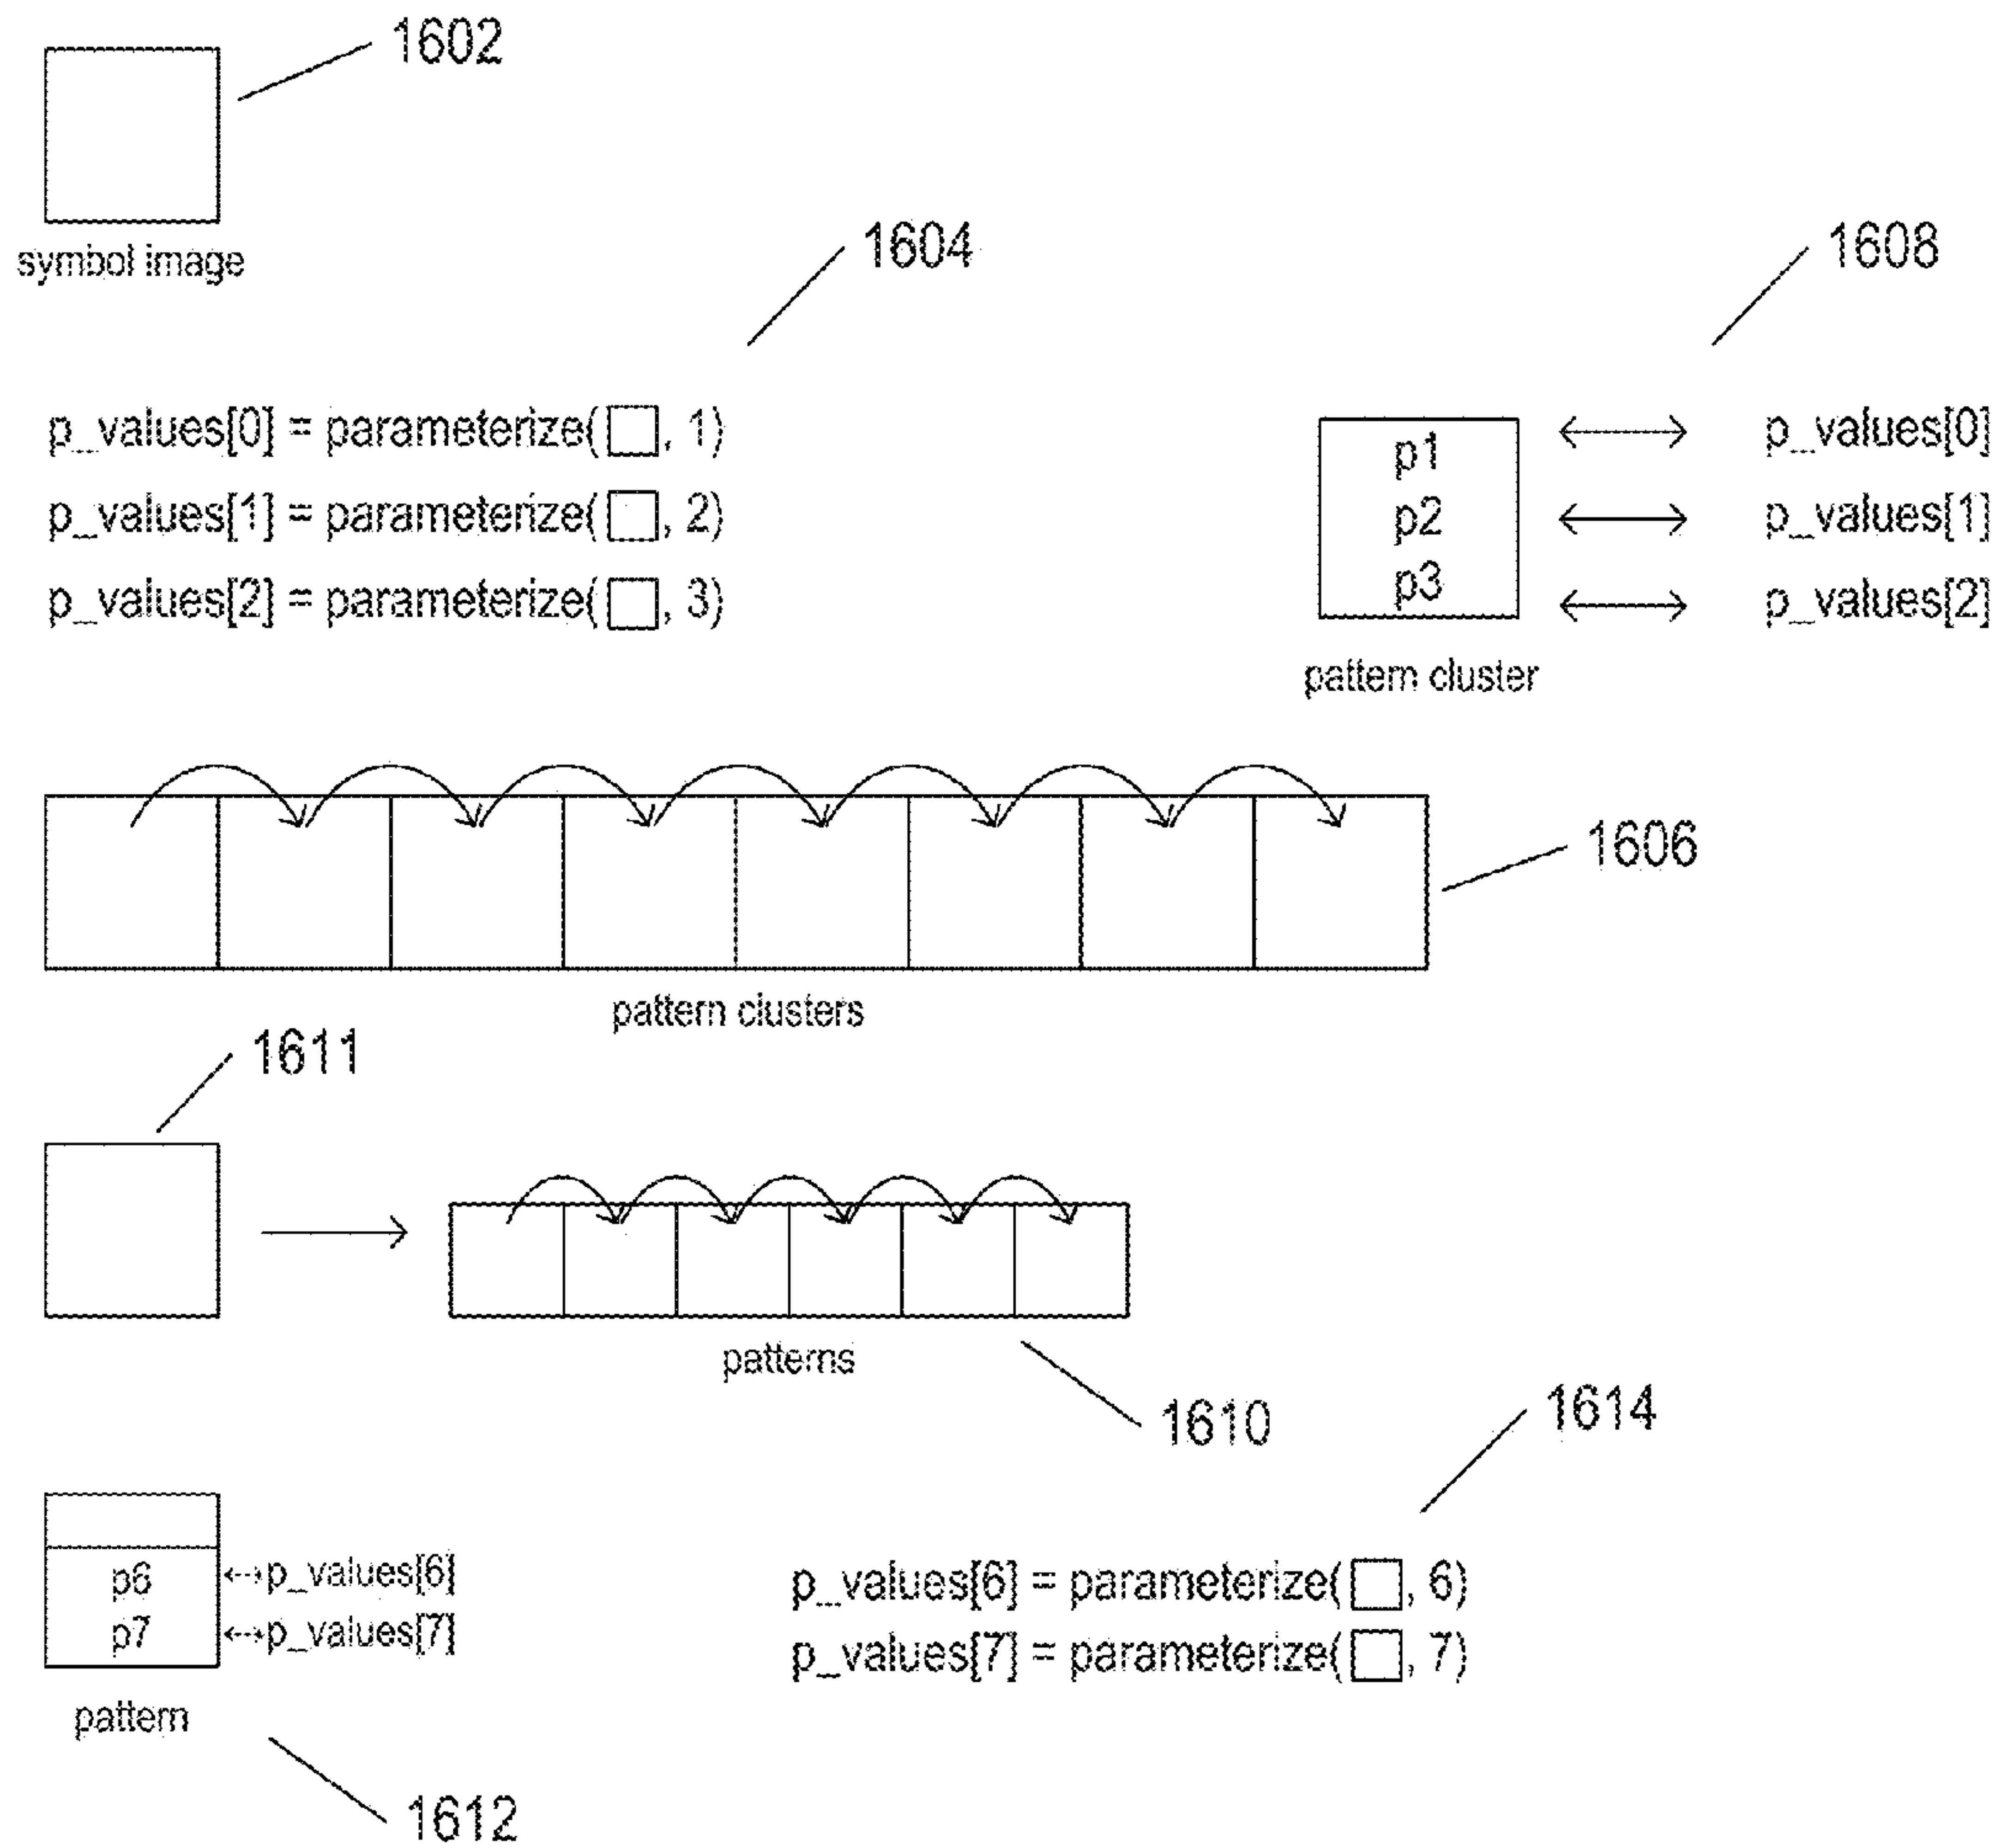 1602
symbol image
1604
1608
p_values[0] = parameterize( , 1)
p_values[1] = parameterize( , 2)
p_values[2] = parameterize( , 3)
p1
p_values[0]
p2
p_values[1]
p3
p_values[2]
pattern cluster
1606
pattern clusters
1611
patterns
1610
1614
p6
p_values[6]
p7
p_values[7]
pattern
p_values[6] = parameterize( , 6)
p_values[7] = parameterize( , 7)
1612